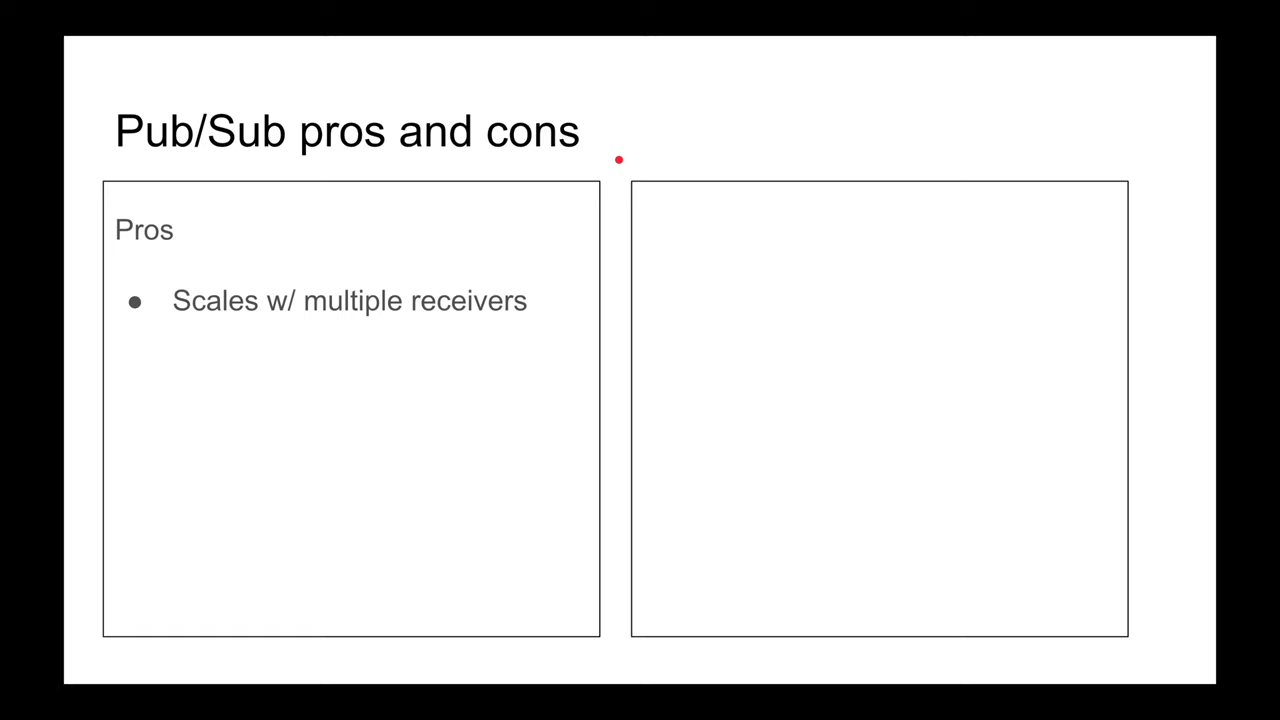 Pub/Sub pros and cons
Pros
● Scales w/ multiple receivers